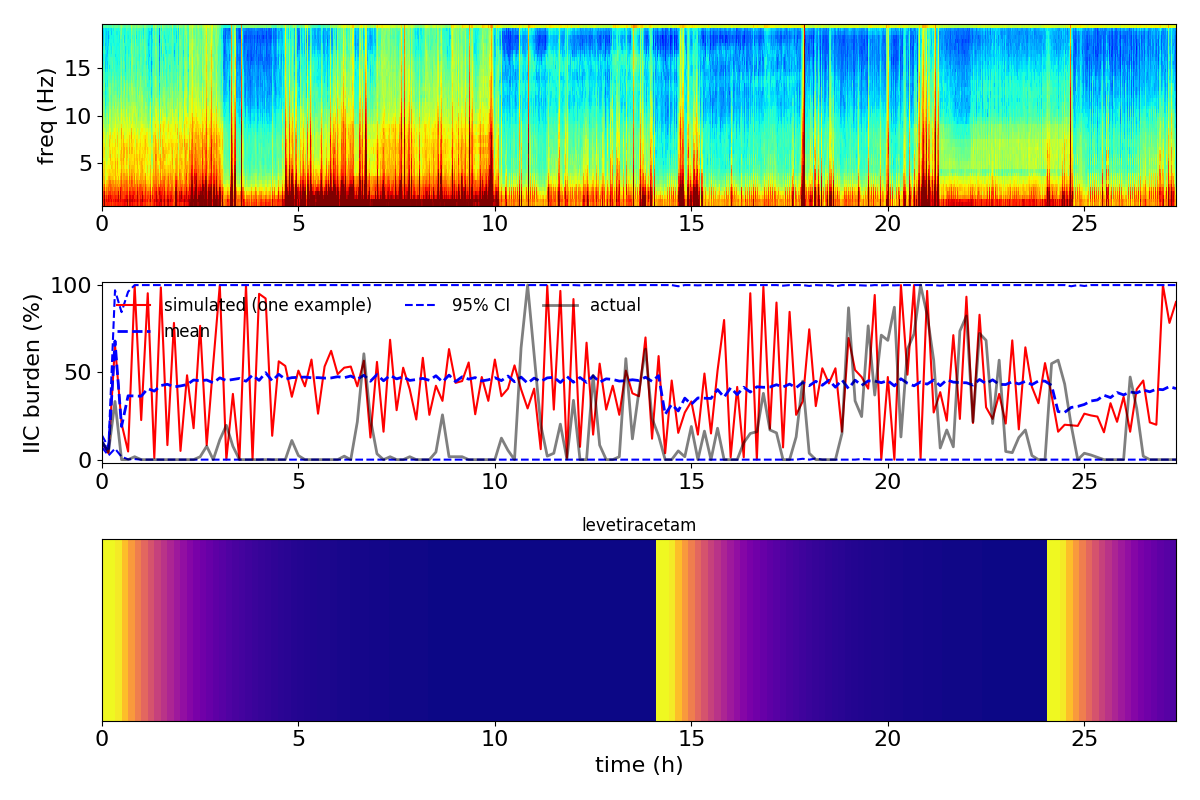 15
10
5
freq (Hz)
0 5 10 15 20 25
100
50
0
IIC burden (%)
simulated (one example) 95% CI actual
mean
0 5 10 15 20 25
levetiracetam
0 5 10 15 20 25
time (h)